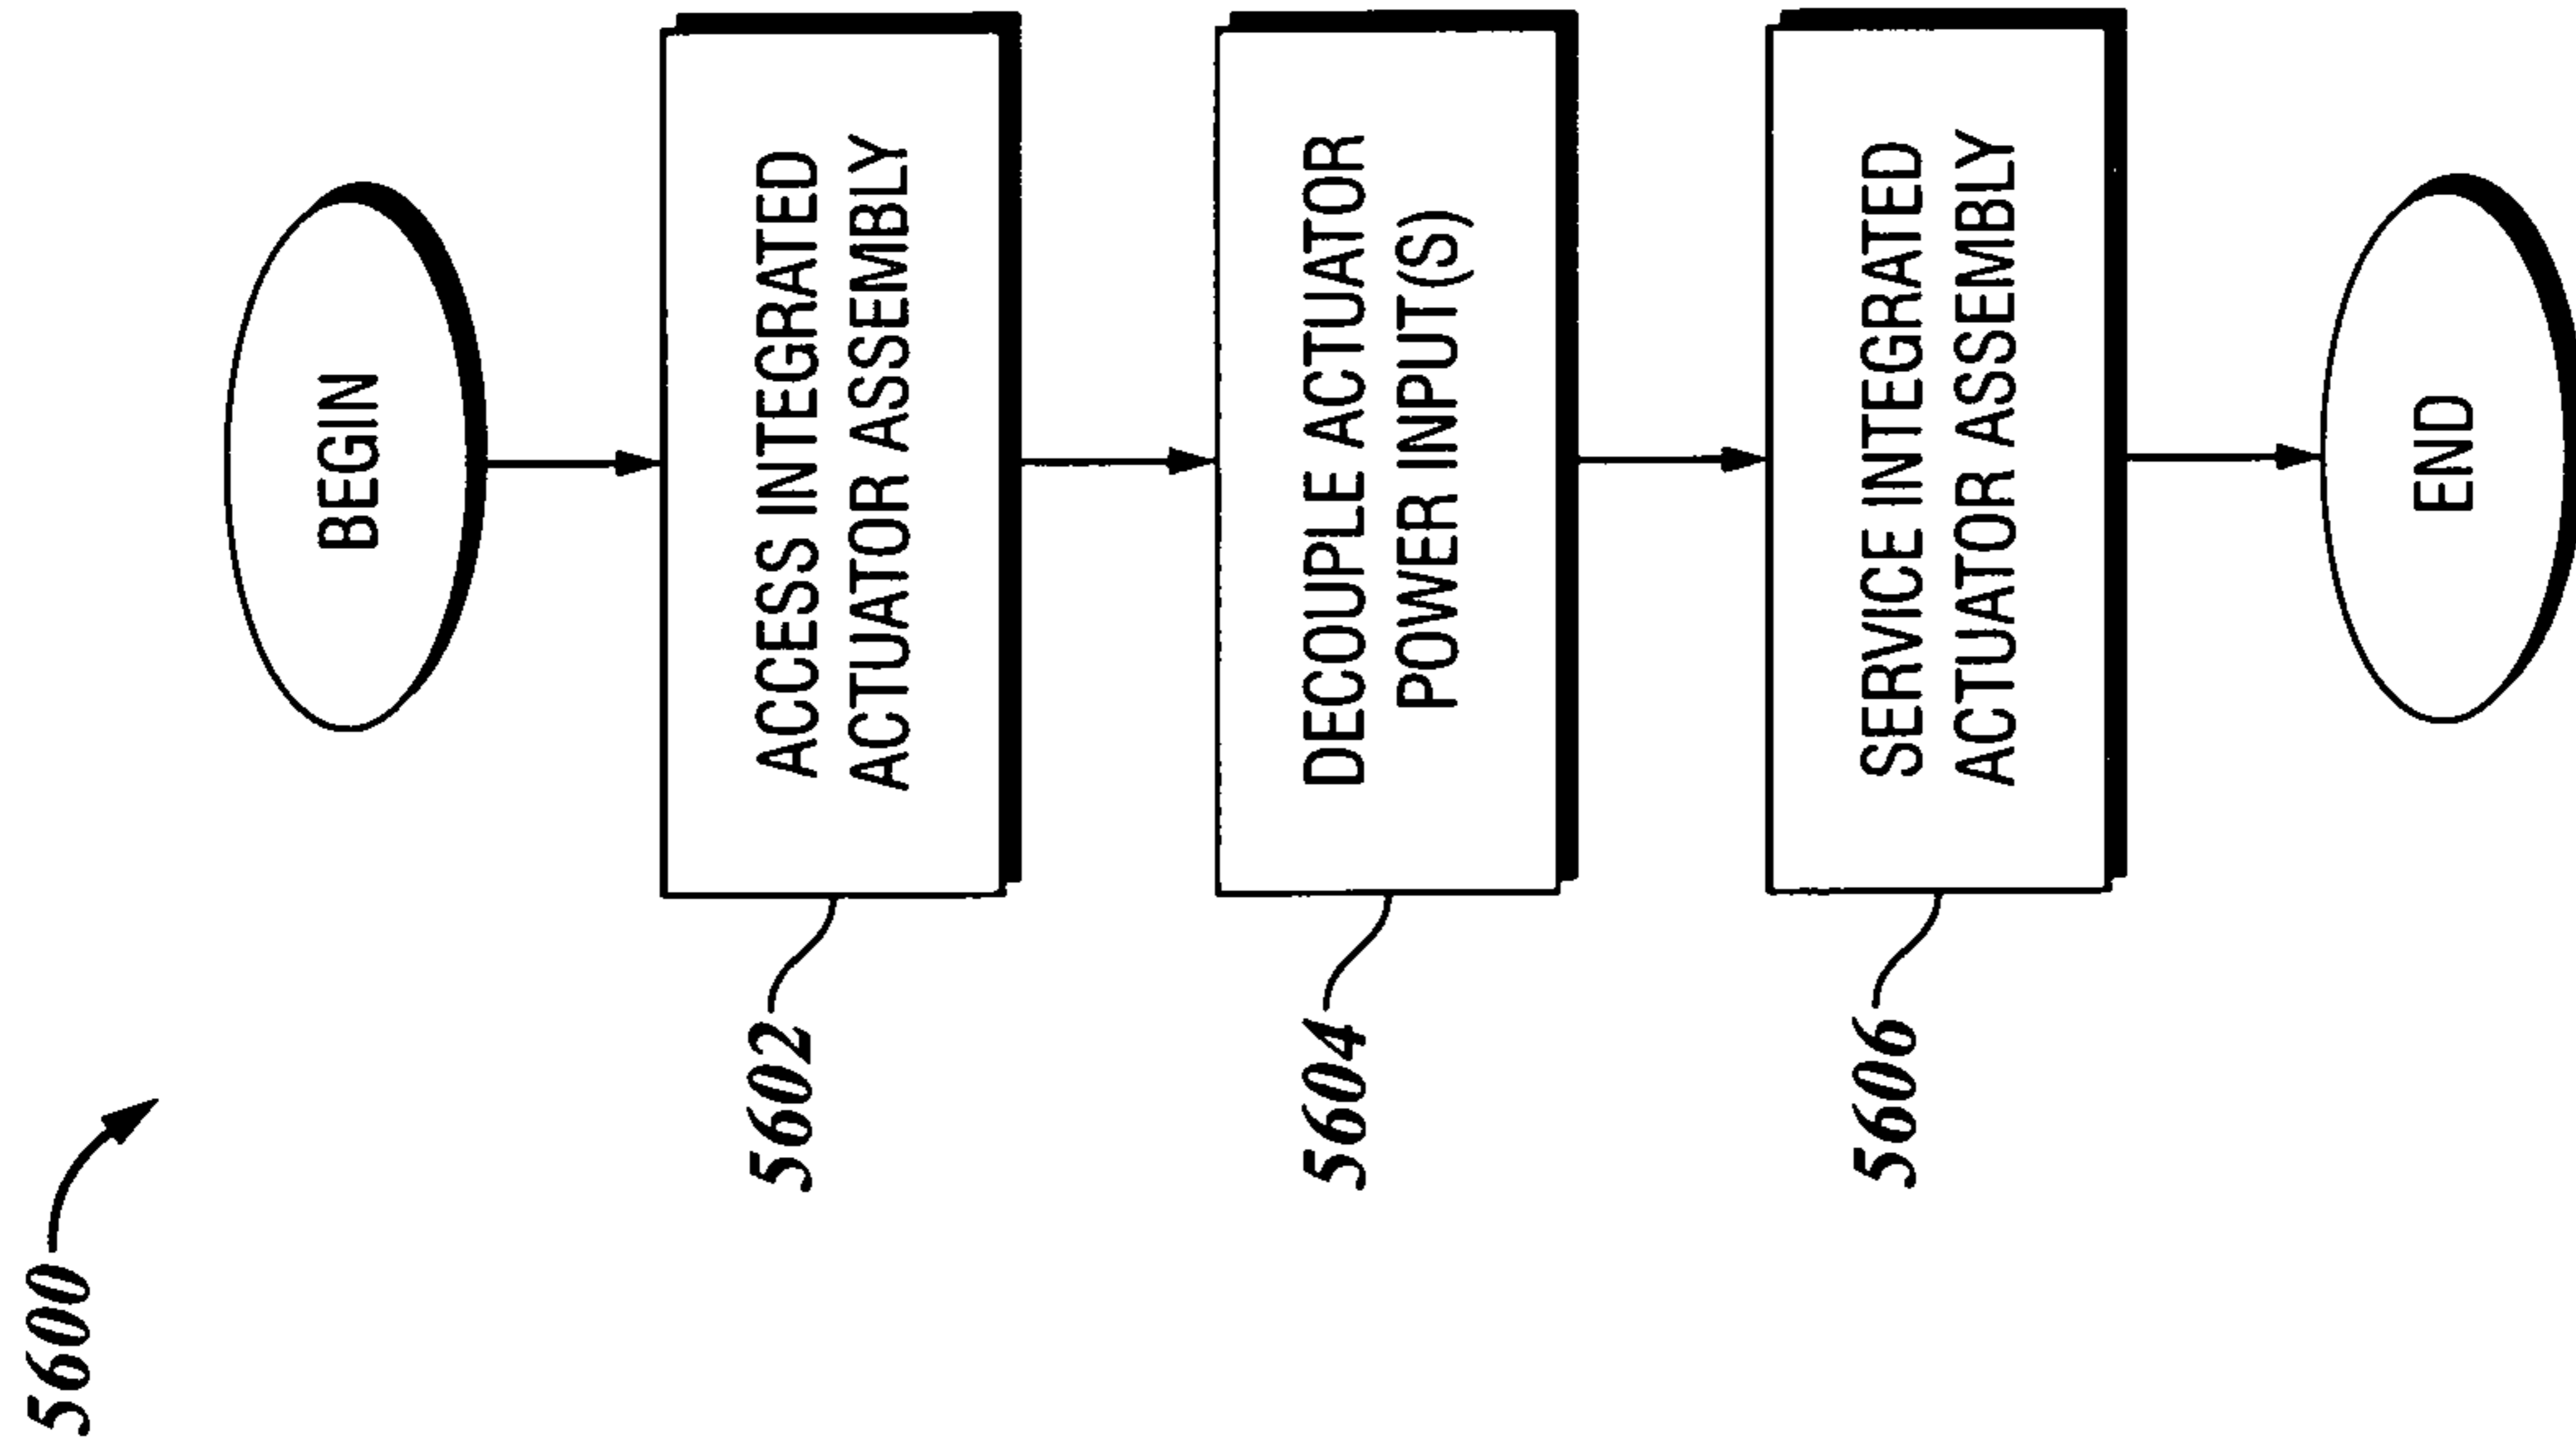 5600
BEGIN
5602
ACCESS INTEGRATED
ACTUATOR ASSEMBLY
5604
DECOUPLE ACTUATOR
POWER INPUT(S)
5606
SERVICE INTEGRATED
ACTUATOR ASSEMBLY
END